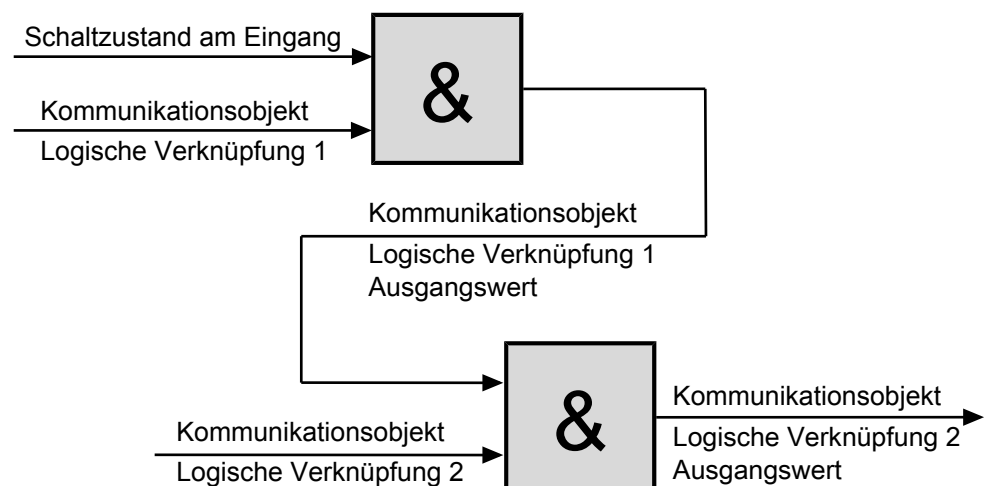 Schaltzustand am Eingang
&
Kommunikationsobjekt
Logische Verknüpfung 1
Kommunikationsobjekt
Logische Verknüpfung 1
Ausgangswert
&
Kommunikationsobjekt
Logische Verknüpfung 2
Kommunikationsobjekt
Logische Verknüpfung 2
Ausgangswert